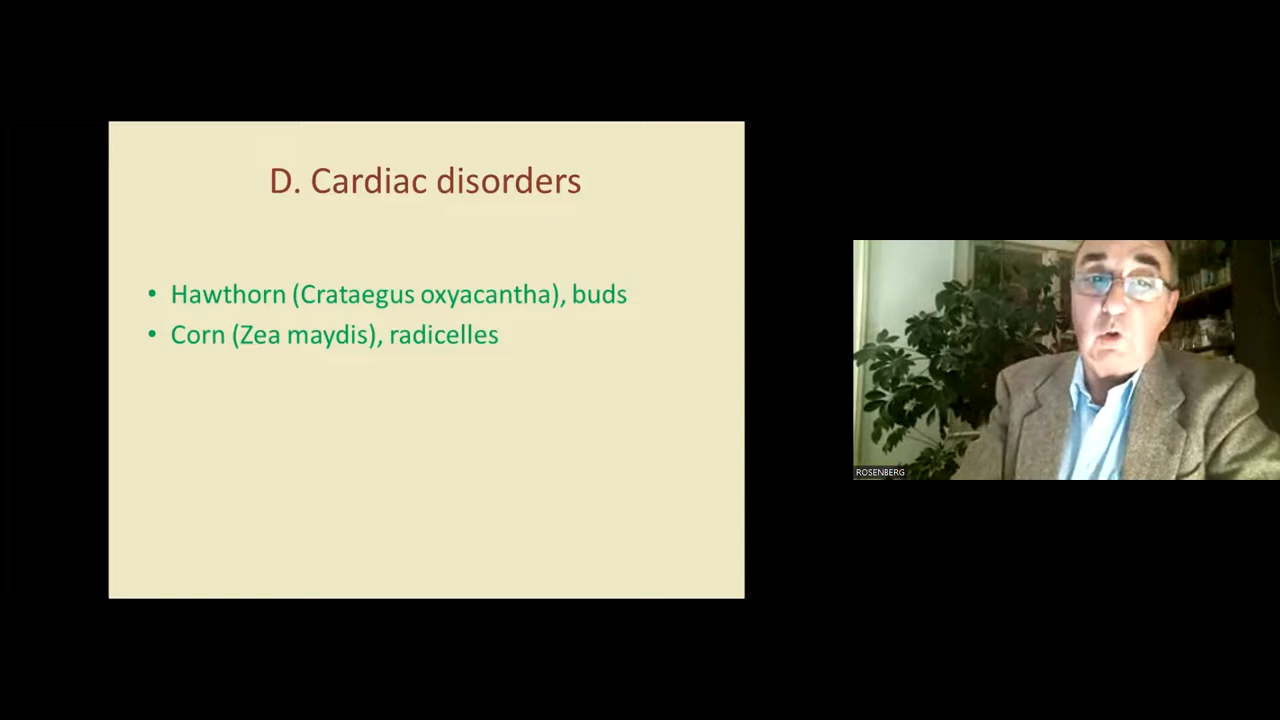 D. Cardiac disorders
• Hawthorn (Crataegus oxyacantha), buds
• Corn (Zea maydis), radicelles
ROSENBERG